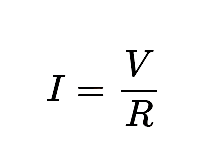 I = V/R